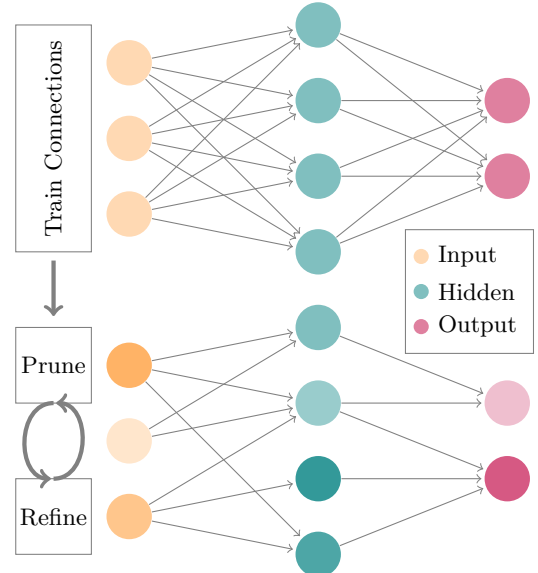 Train Connections
Input
Hidden
Output
Prune
Refine